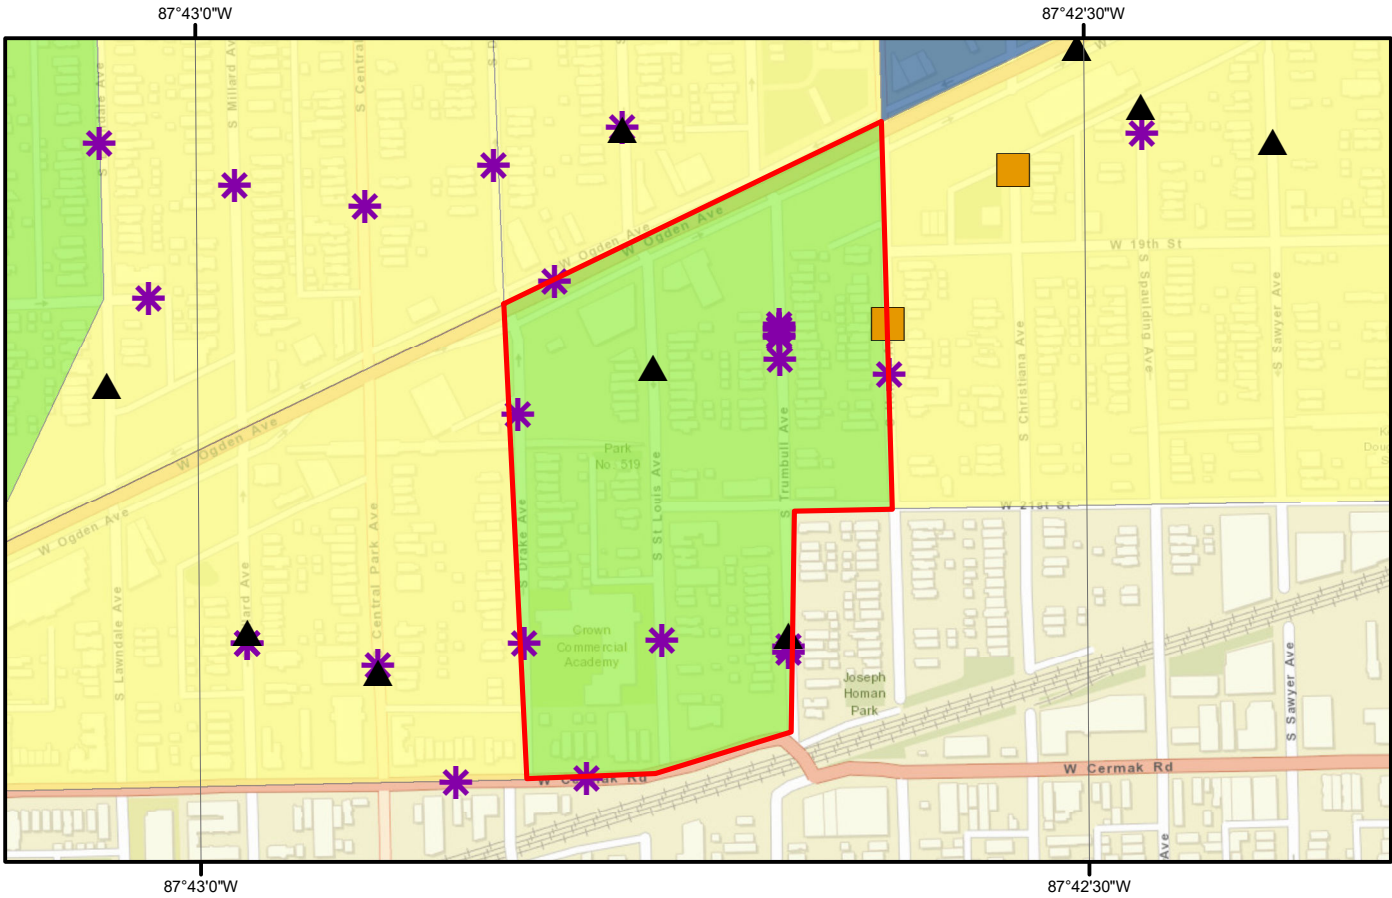 87°43'0"W
87°42'30"W
S Millard Av
S Central
W Ogden Ave
W Ogden Ave
W 19th St
S Spaulding Ave
S Sawyer Ave
S Christiana Ave
W Ogden Ave
W Ogden Ave
Park
No. 519
S St Louis Ave
S Trumbull Ave
S Drake Ave
Central Park Ave
S Lawndale Ave
W 21st St
Crown
Commercial
Academy
Joseph
Homan
Park
S Sawyer Ave
W Cermak Rd
W Cermak Rd
Ave
87°43'0"W
87°42'30"W